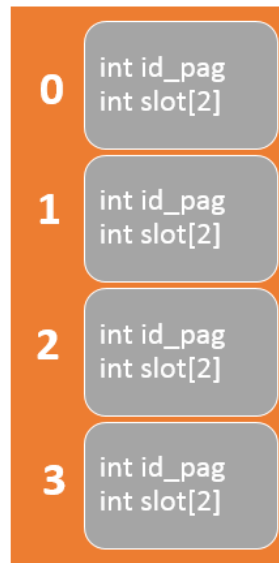 0
int id_pag
int slot[2]
1
int id_pag
int slot[2]
2
int id_pag
int slot[2]
3
int id_pag
int slot[2]